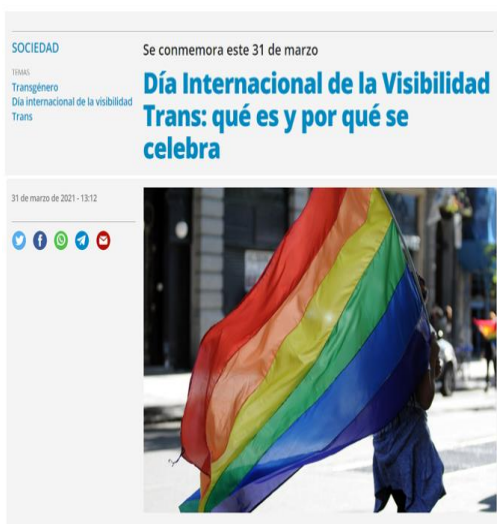 SOCIEDAD
TEMAS
Transgénero
Día internacional de la visibilidad
Trans
Se conmemora este 31 de marzo
Día Internacional de la Visibilidad
Trans: qué es y por qué se
celebra
31 de marzo de 2021 - 13:12